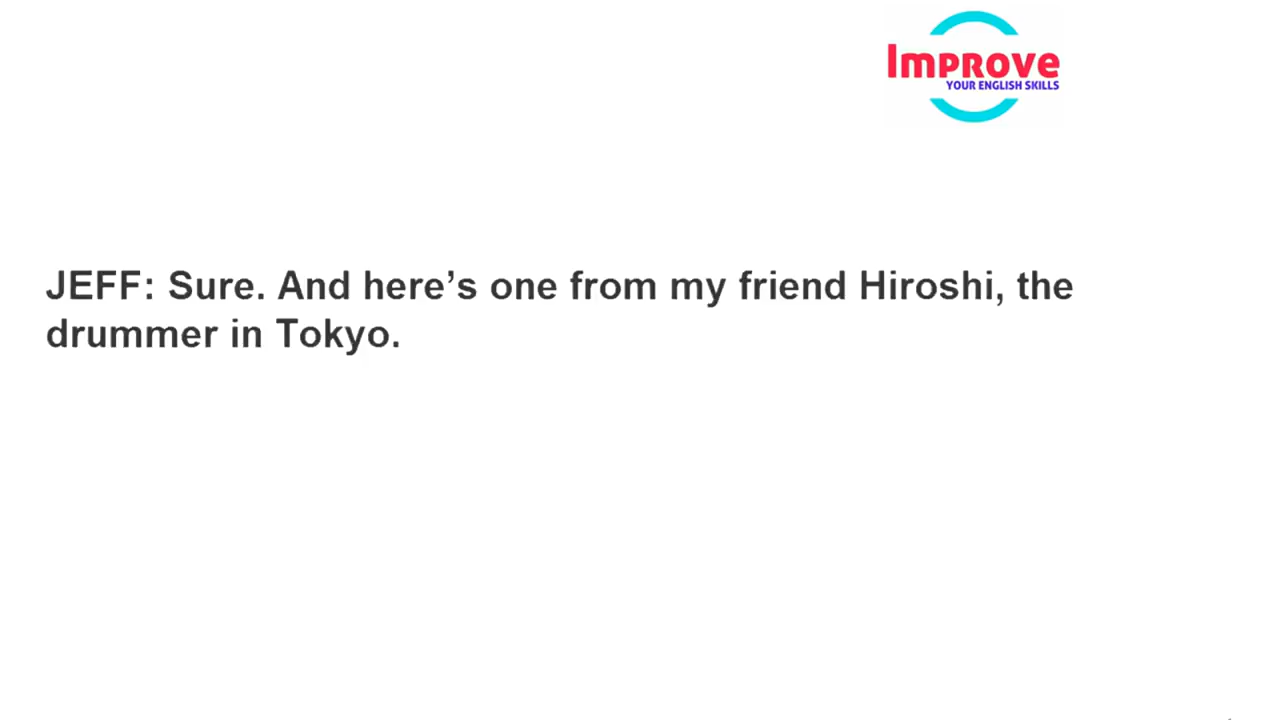 Improve
YOUR ENGLISH SKILLS
JEFF: Sure. And here’s one from my friend Hiroshi, the
drummer in Tokyo.